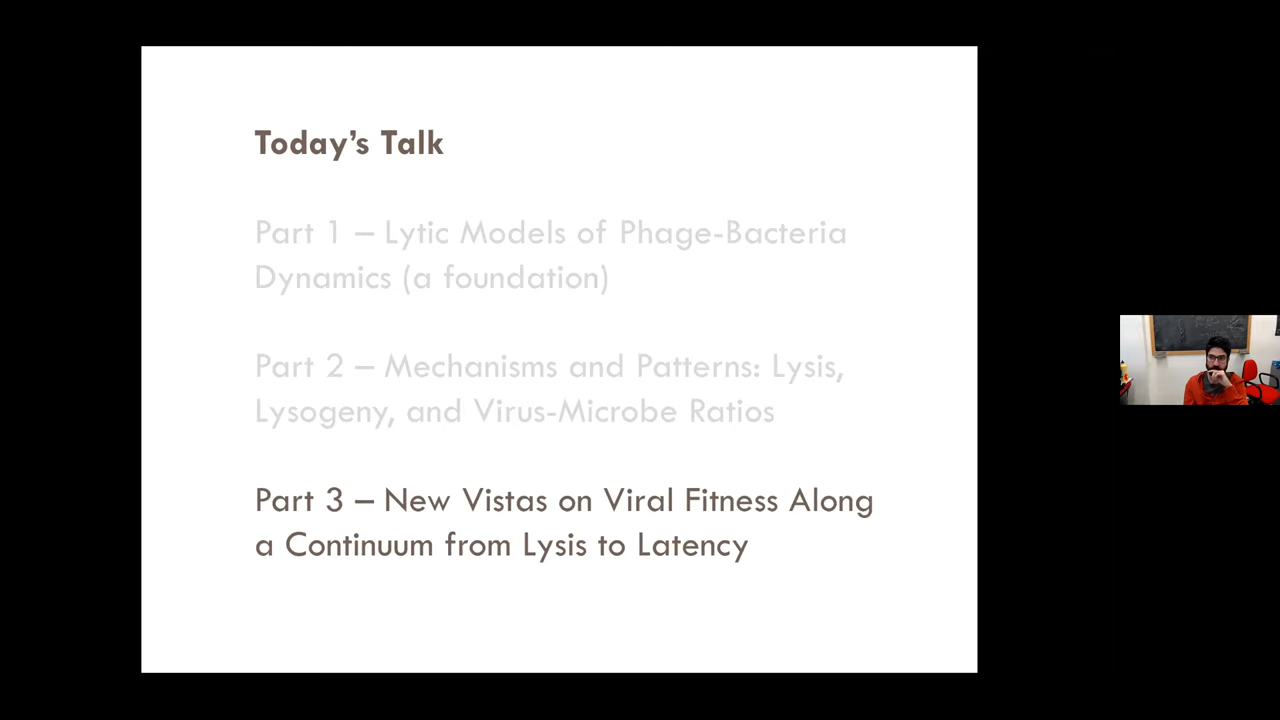 Today’s Talk
Part 1 – Lytic Models of Phage-Bacteria
Dynamics (a foundation)
Part 2 – Mechanisms and Patterns: Lysis,
Lysogeny, and Virus-Microbe Ratios
Part 3 – New Vistas on Viral Fitness Along
a Continuum from Lysis to Latency